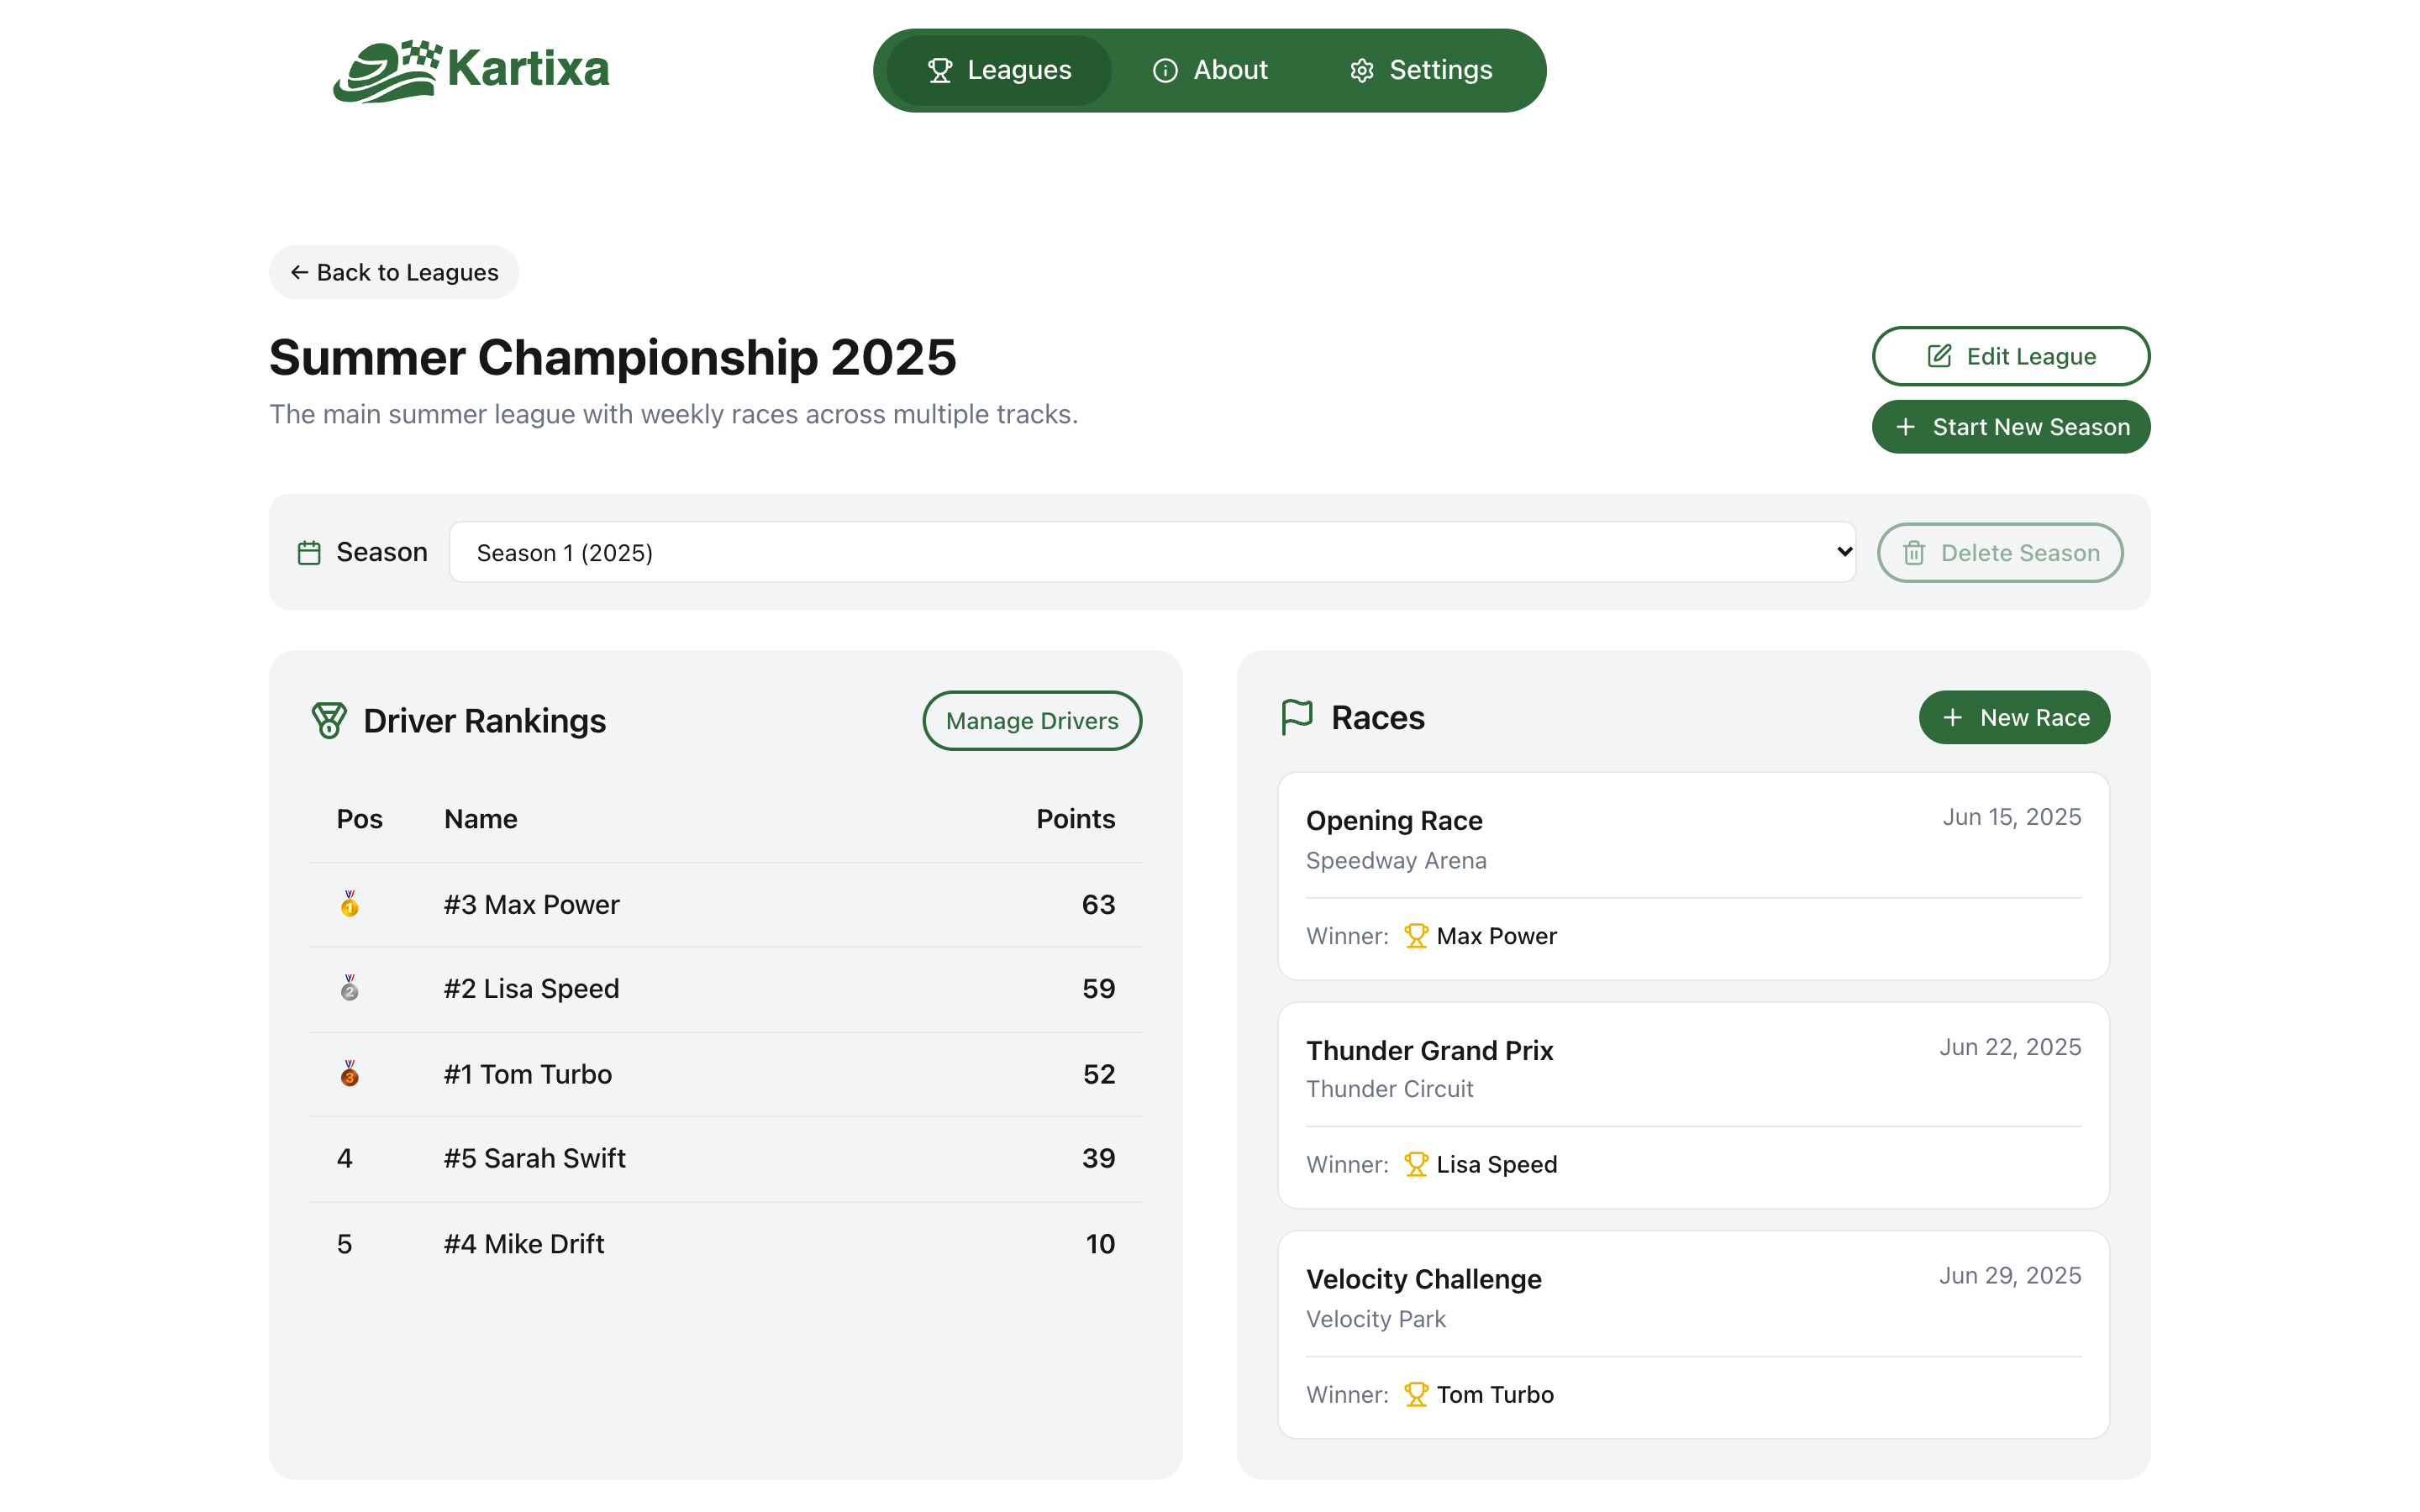 Kartixa
Leagues
About
Settings
← Back to Leagues
Summer Championship 2025
The main summer league with weekly races across multiple tracks.
Edit League
+ Start New Season
Season
Season 1 (2025)
Delete Season
Driver Rankings
Manage Drivers
Pos Name Points
1 #3 Max Power 63
2 #2 Lisa Speed 59
3 #1 Tom Turbo 52
4 #5 Sarah Swift 39
5 #4 Mike Drift 10
Races
+ New Race
Opening Race Jun 15, 2025
Speedway Arena
Winner: Max Power
Thunder Grand Prix Jun 22, 2025
Thunder Circuit
Winner: Lisa Speed
Velocity Challenge Jun 29, 2025
Velocity Park
Winner: Tom Turbo